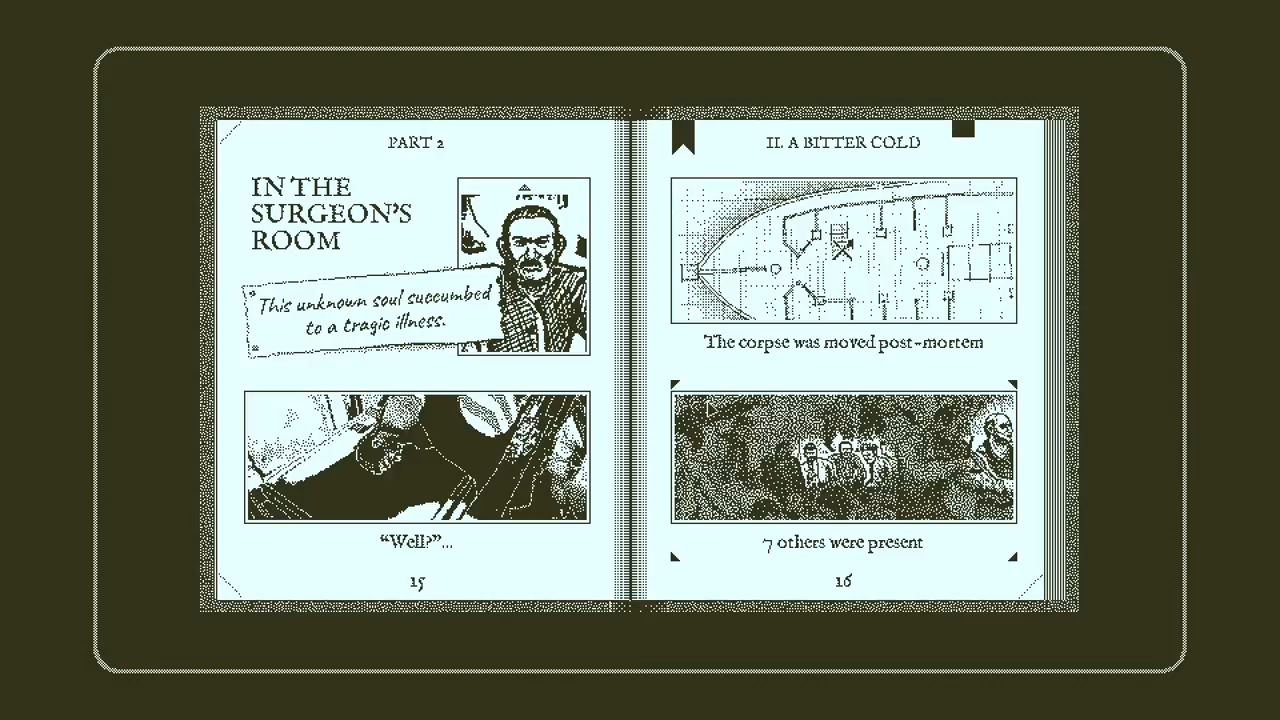 PART 2
IN THE
SURGEON'S
ROOM
This unknown soul succumbed
to a tragic illness.
“Well?”...
15
II. A BITTER COLD
The corpse was moved post-mortem
7 others were present
16